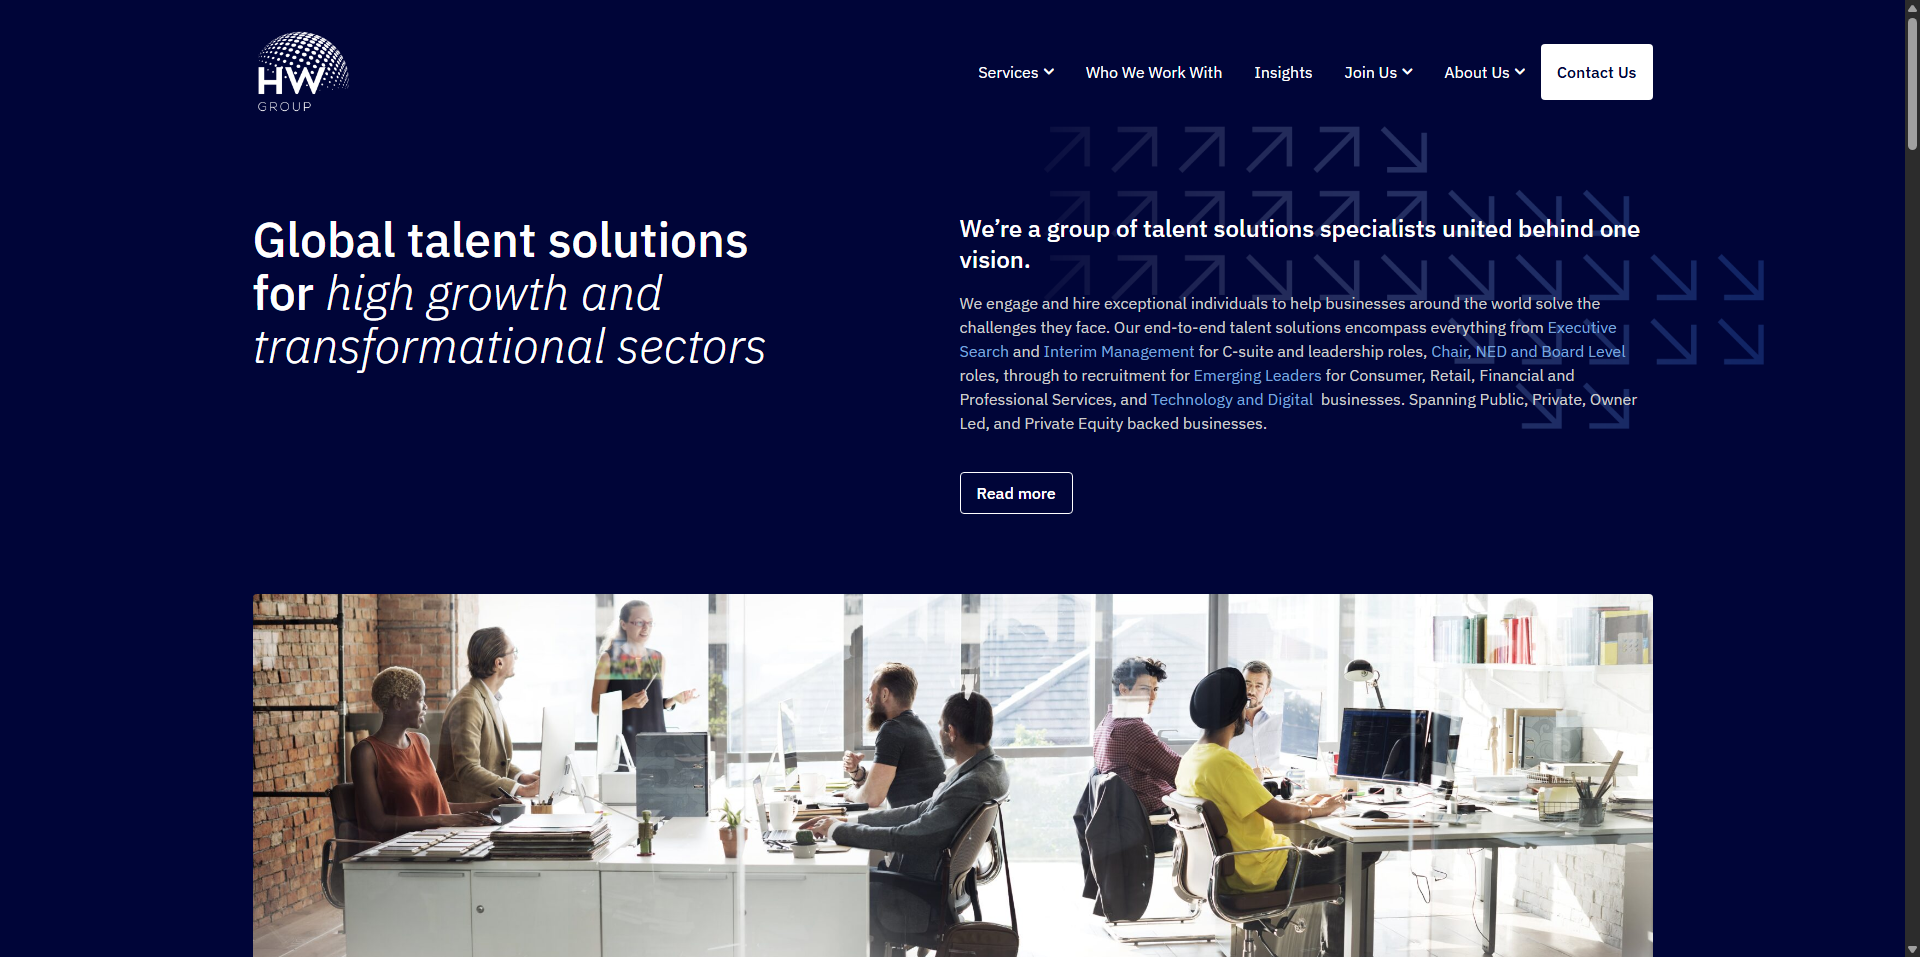 HW
GROUP
Services
Who We Work With
Insights
Join Us
About Us
Contact Us
Global talent solutions
for high growth and
transformational sectors
We’re a group of talent solutions specialists united behind one
vision.
We engage and hire exceptional individuals to help businesses around the world solve the
challenges they face. Our end-to-end talent solutions encompass everything from Executive
Search and Interim Management for C-suite and leadership roles, Chair, NED and Board Level
roles, through to recruitment for Emerging Leaders for Consumer, Retail, Financial and
Professional Services, and Technology and Digital  businesses. Spanning Public, Private, Owner
Led, and Private Equity backed businesses.
Read more